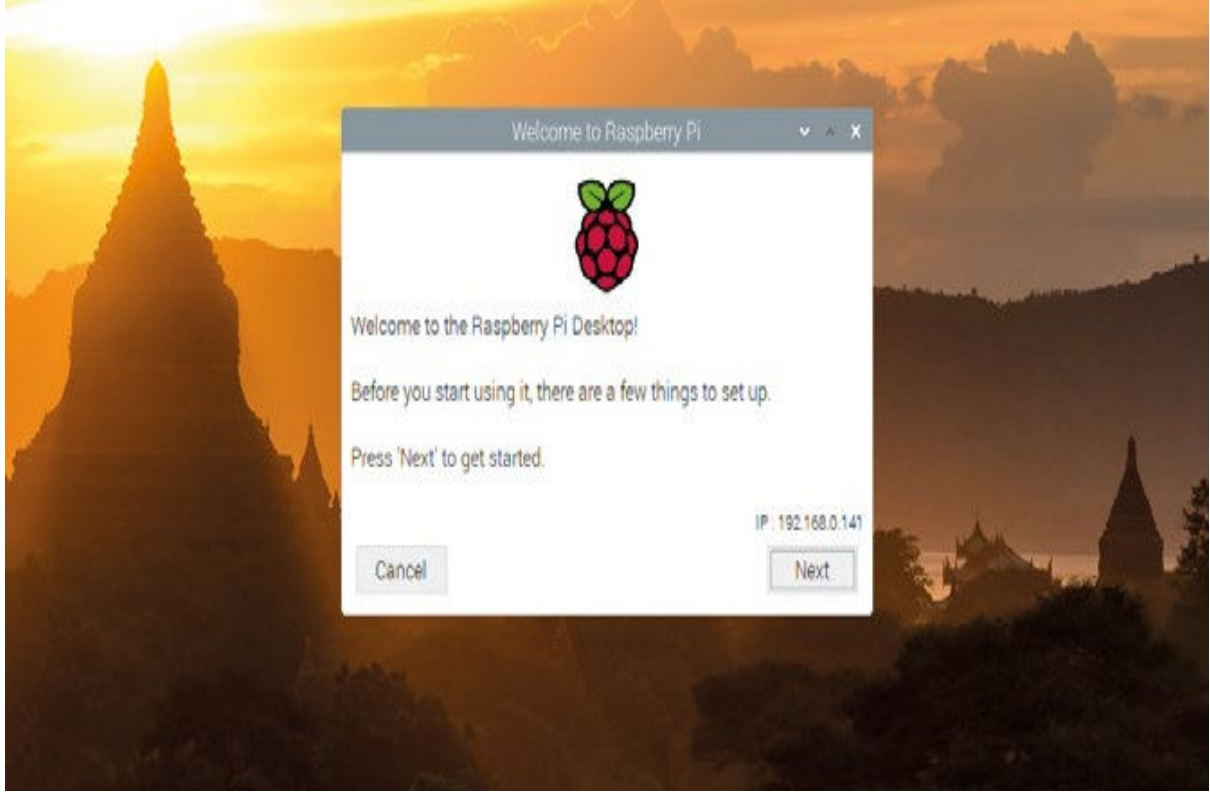 Welcome to Raspberry Pi
Welcome to the Raspberry Pi Desktop!
Before you start using it, there are a few things to set up.
Press 'Next' to get started.
IP : 192.168.0.141
Cancel
Next